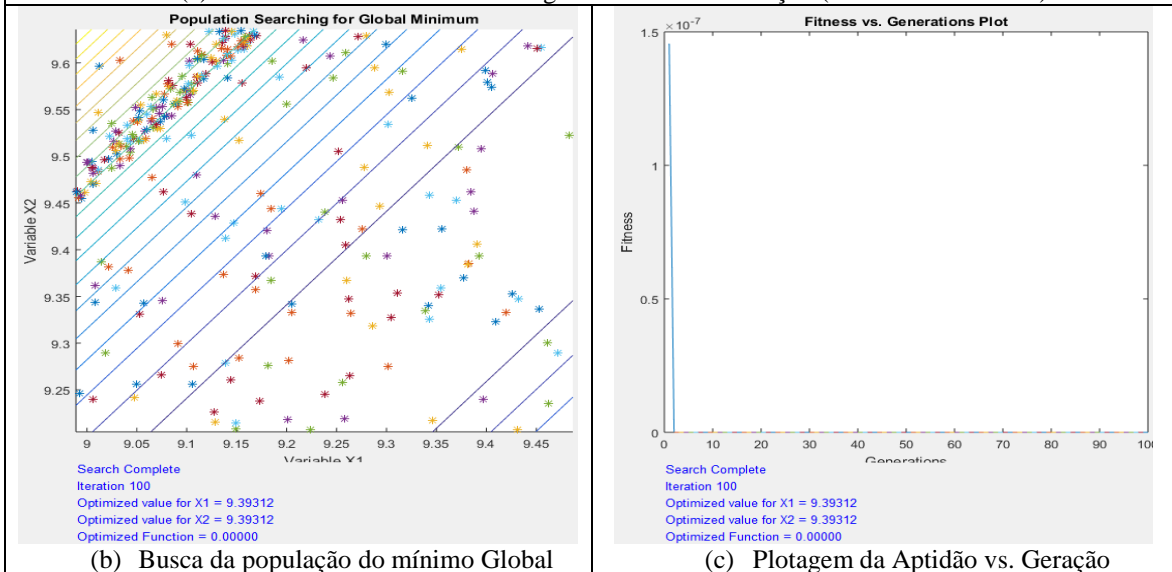 Population Searching for Global Minimum
Variable X2
9.6
9.55
9.5
9.45
9.4
9.35
9.3
9.25
9
9.05
9.1
9.15
9.2
9.25
9.3
9.35
9.4
9.45
Variable X1
Search Complete
Iteration 100
Optimized value for X1 = 9.39312
Optimized value for X2 = 9.39312
Optimized Function = 0.00000
(b) Busca da população do mínimo Global
Fitness vs. Generations Plot
×10⁻⁷
Fitness
1.5
1
0.5
0
0
10
20
30
40
50
60
70
80
90
100
Generations
Search Complete
Iteration 100
Optimized value for X1 = 9.39312
Optimized value for X2 = 9.39312
Optimized Function = 0.00000
(c) Plotagem da Aptidão vs. Geração